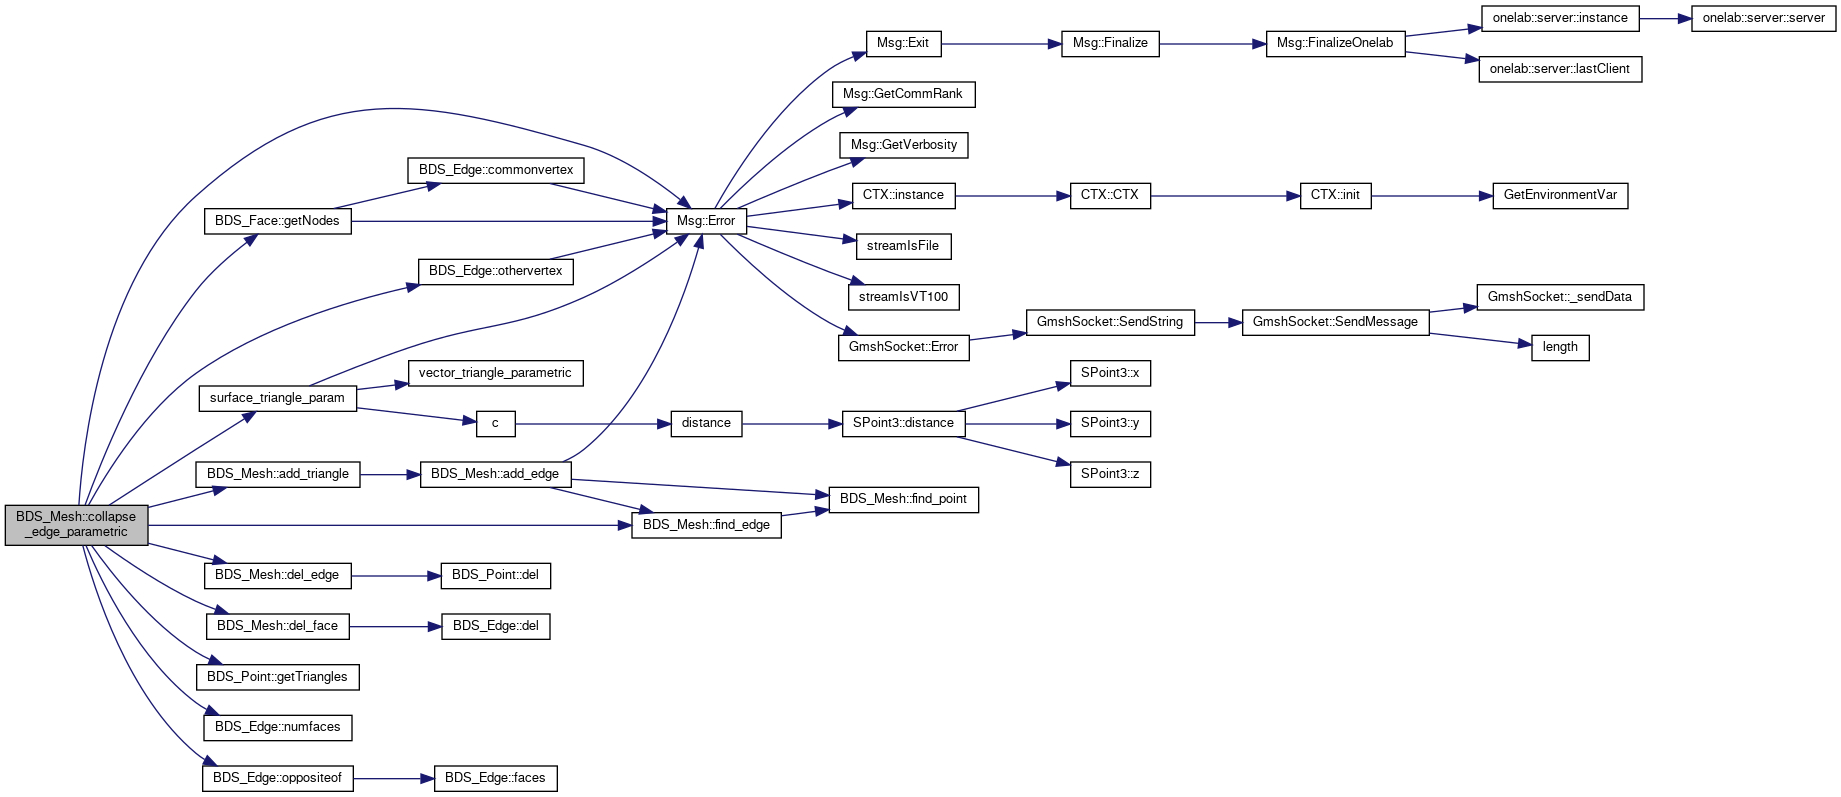 onelab::server::instance
onelab::server::server
Msg::Exit
Msg::Finalize
Msg::FinalizeOnelab
onelab::server::lastClient
Msg::GetCommRank
Msg::GetVerbosity
BDS_Edge::commonvertex
CTX::instance
CTX::CTX
CTX::init
GetEnvironmentVar
BDS_Face::getNodes
Msg::Error
streamIsFile
BDS_Edge::othervertex
streamIsVT100
GmshSocket::_sendData
GmshSocket::SendString
GmshSocket::SendMessage
GmshSocket::Error
length
vector_triangle_parametric
SPoint3::x
surface_triangle_param
c
distance
SPoint3::distance
SPoint3::y
BDS_Mesh::add_triangle
BDS_Mesh::add_edge
SPoint3::z
BDS_Mesh::find_point
BDS_Mesh::collapse
_edge_parametric
BDS_Mesh::find_edge
BDS_Mesh::del_edge
BDS_Point::del
BDS_Mesh::del_face
BDS_Edge::del
BDS_Point::getTriangles
BDS_Edge::numfaces
BDS_Edge::oppositeof
BDS_Edge::faces